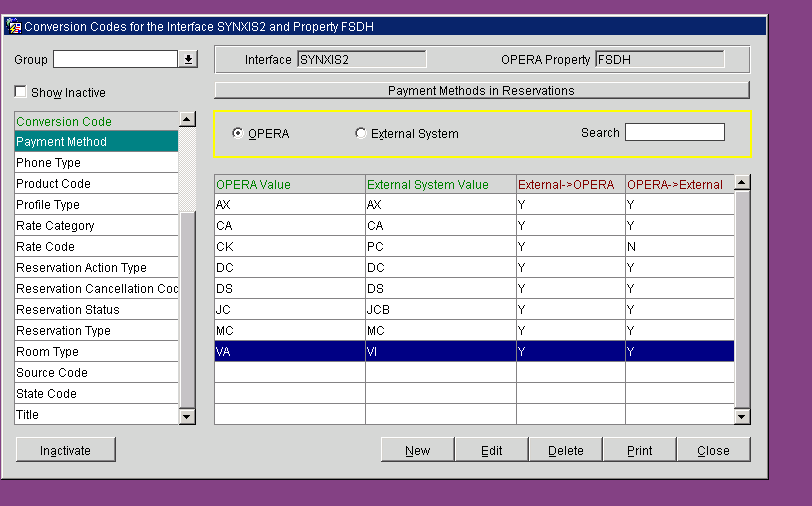 Conversion Codes for the Interface SYNXIS2 and Property FSDH
Group
Interface SYNXIS2 OPERA Property FSDH
Show Inactive
Payment Methods in Reservations
Conversion Code
Payment Method
Phone Type
Product Code
Profile Type
Rate Category
Rate Code
Reservation Action Type
Reservation Cancellation Coc
Reservation Status
Reservation Type
Room Type
Source Code
State Code
Title
OPERA External System Search
OPERA Value External System Value External->OPERA OPERA->External
AX AX Y Y
CA CA Y Y
CK PC Y N
DC DC Y Y
DS DS Y Y
JC JCB Y Y
MC MC Y Y
VA VI Y Y
Inactivate New Edit Delete Print Close